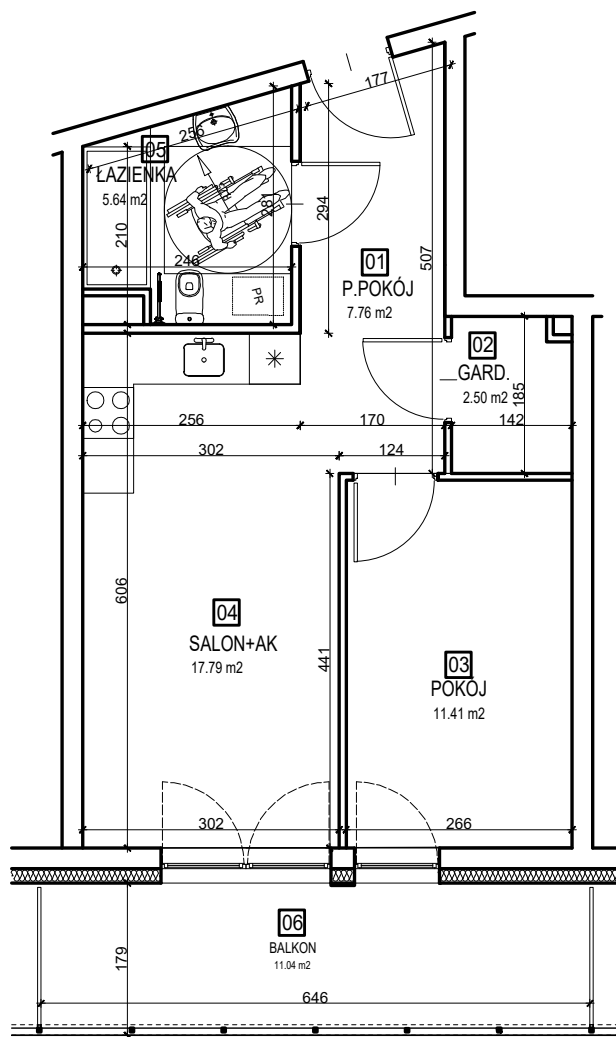 177
256
05
ŁAZIENKA
5.64 m2
281
294
210
246
507
01
P.POKÓJ
7.76 m2
PR
02
GARD.
2.50 m2
185
256
170
142
302
124
606
04
SALON+AK
17.79 m2
441
03
POKÓJ
11.41 m2
302
266
06
BALKON
11.04 m2
179
646